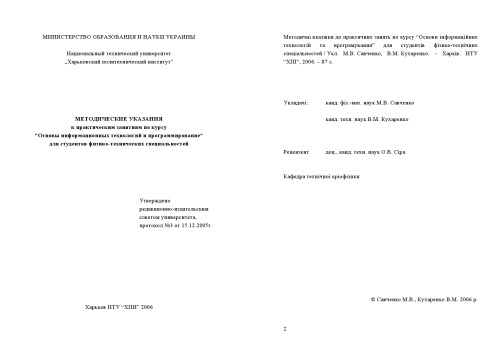 МИНИСТЕРСТВО ОБРАЗОВАНИЯ И НАУКИ УКРАИНЫ
Национальный технический университет
„Харьковский политехнический институт”
МЕТОДИЧЕСКИЕ УКАЗАНИЯ
к практическим занятиям по курсу
“Основы информационных технологий и программирование”
для студентов физико-технических специальностей
Утверждено
редакционно-издательским
советом университета,
протокол №3 от 15.12.2005г.
Харьков НТУ “ХПИ” 2006
Методичні вказівки до практичних занять по курсу “Основи інформаційних
технологій та програмування” для студентів фізико-технічних
спеціальностей / Укл. М.В. Савченко, В.М. Кухаренко. – Харків: НТУ
“ХПІ”, 2006. – 87 с.
Укладачі: канд. фіз.-мат. наук М.В. Савченко
канд. техн. наук В.М. Кухаренко
Рецензент доц., канд. техн. наук О.В. Сіра
Кафедра технічної кріофізики
© Савченко М.В., Кухаренко В.М. 2006 р.
2